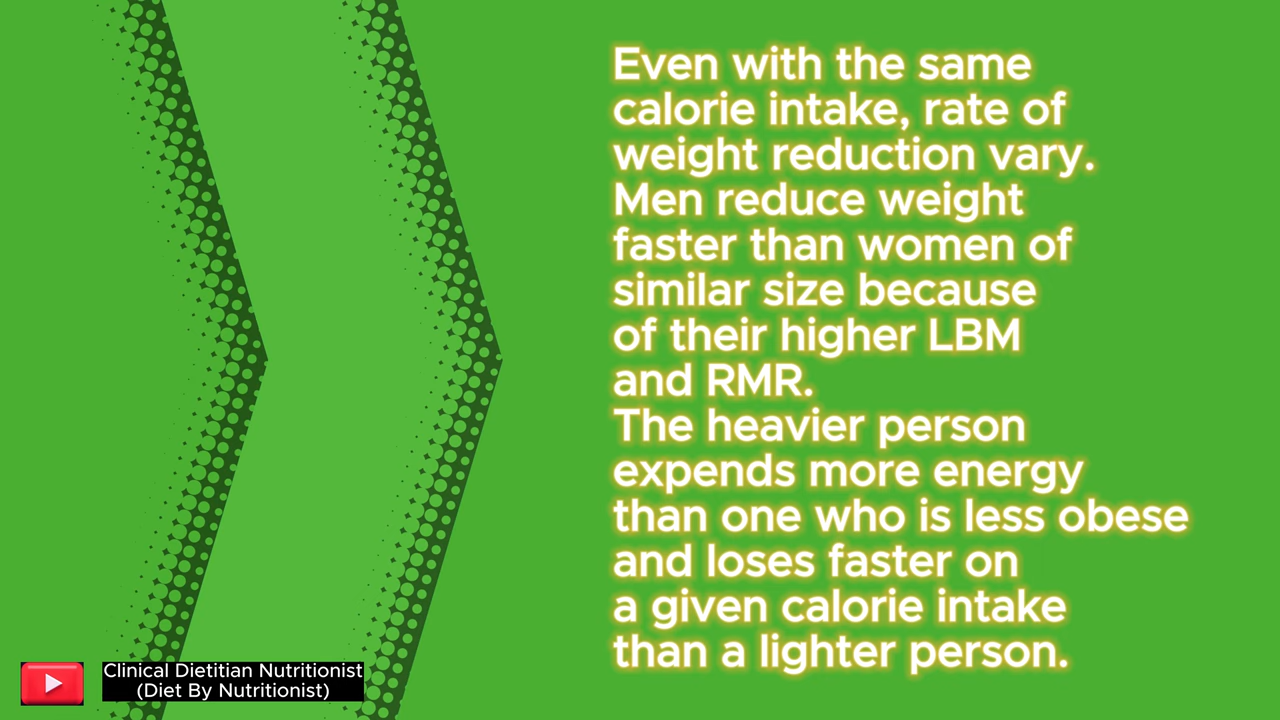 Even with the same
calorie intake, rate of
weight reduction vary.
Men reduce weight
faster than women of
similar size because
of their higher LBM
and RMR.
The heavier person
expends more energy
than one who is less obese
and loses faster on
a given calorie intake
than a lighter person.
Clinical Dietitian Nutritionist
(Diet By Nutritionist)